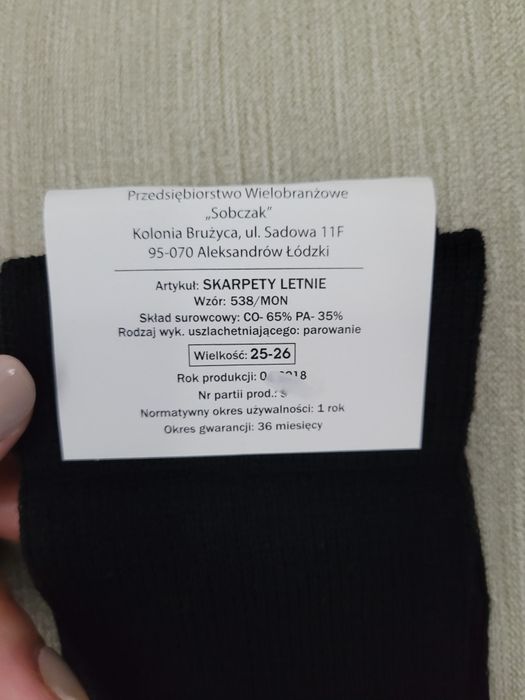 Przedsiębiorstwo Wielobranżowe
„Sobczak”
Kolonia Brużyca, ul. Sadowa 11F
95-070 Aleksandrów Łódzki
Artykuł: SKARPETY LETNIE
Wzór: 538/MON
Skład surowcowy: CO- 65% PA- 35%
Rodzaj wyk. uszlachetniającego: parowanie
Wielkość: 25-26
Rok produkcji:
Nr partii prod.:
Normatywny okres używalności: 1 rok
Okres gwarancji: 36 miesięcy